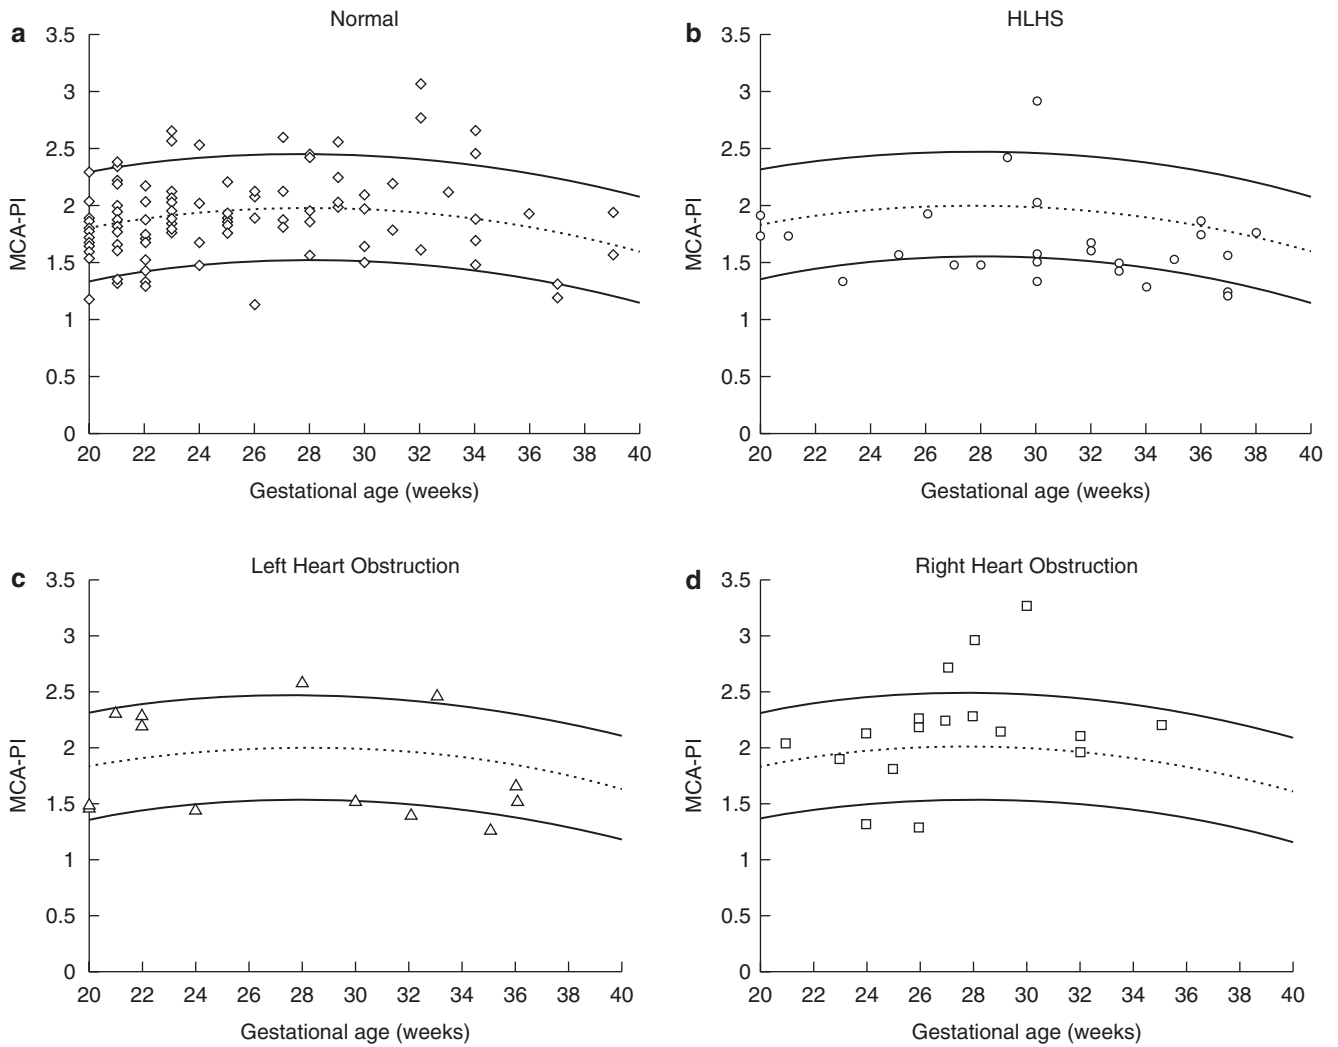 a Normal
3.5
3
2.5
2
1.5
1
0.5
0
MCA-PI
20 22 24 26 28 30 32 34 36 38 40
Gestational age (weeks)
b HLHS
3.5
3
2.5
2
1.5
1
0.5
0
MCA-PI
20 22 24 26 28 30 32 34 36 38 40
Gestational age (weeks)
c Left Heart Obstruction
3.5
3
2.5
2
1.5
1
0.5
0
MCA-PI
20 22 24 26 28 30 32 34 36 38 40
Gestational age (weeks)
d Right Heart Obstruction
3.5
3
2.5
2
1.5
1
0.5
0
MCA-PI
20 22 24 26 28 30 32 34 36 38 40
Gestational age (weeks)